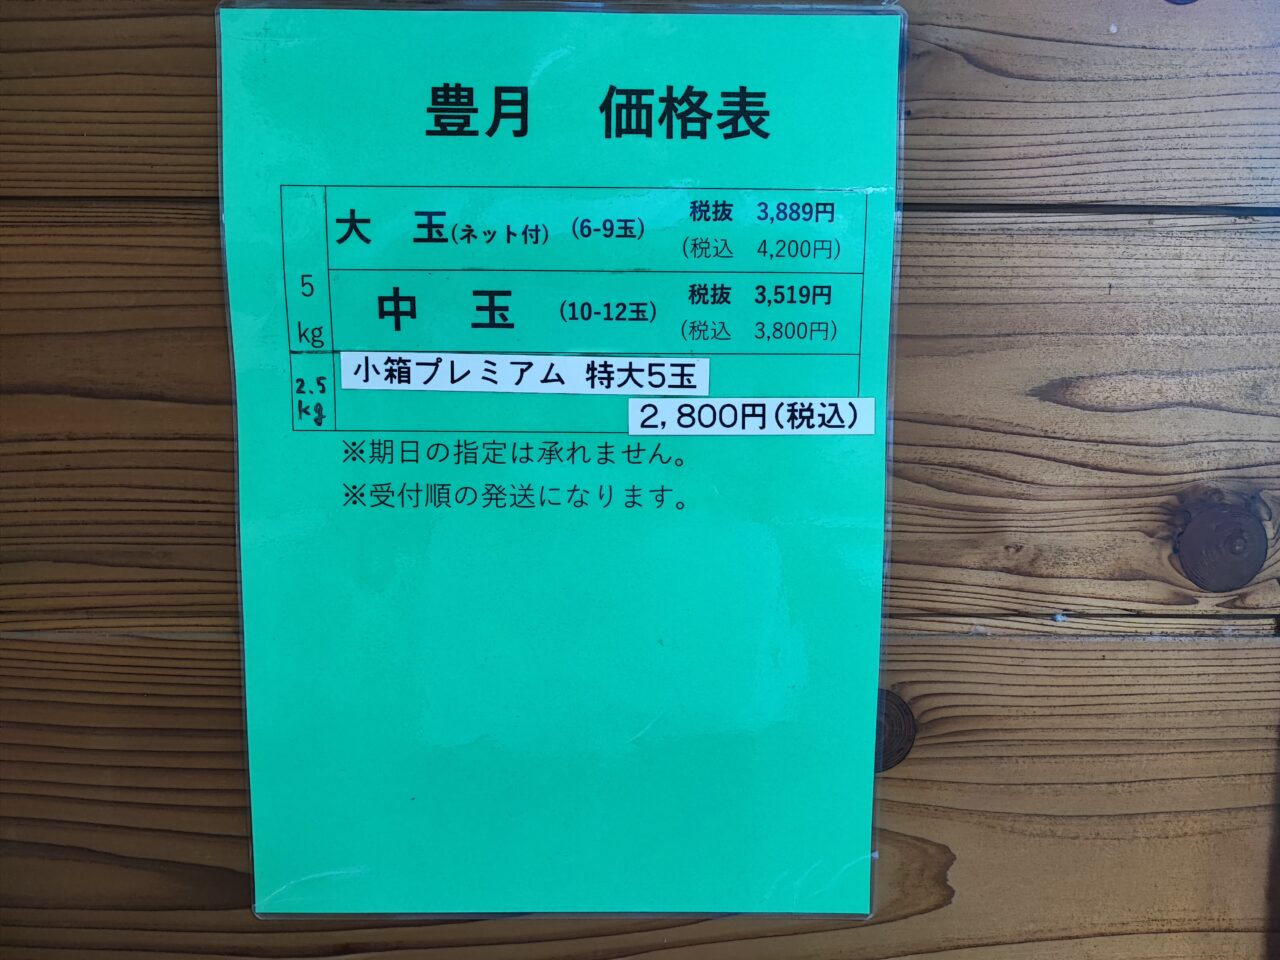 豊月　価格表
5kg
大　玉(ネット付)　(6-9玉)　税抜　3,889円
(税込　4,200円)
中　玉　(10-12玉)　税抜　3,519円
(税込　3,800円)
2.5kg
小箱プレミアム 特大5玉
2,800円(税込)
※期日の指定は承れません。
※受付順の発送になります。